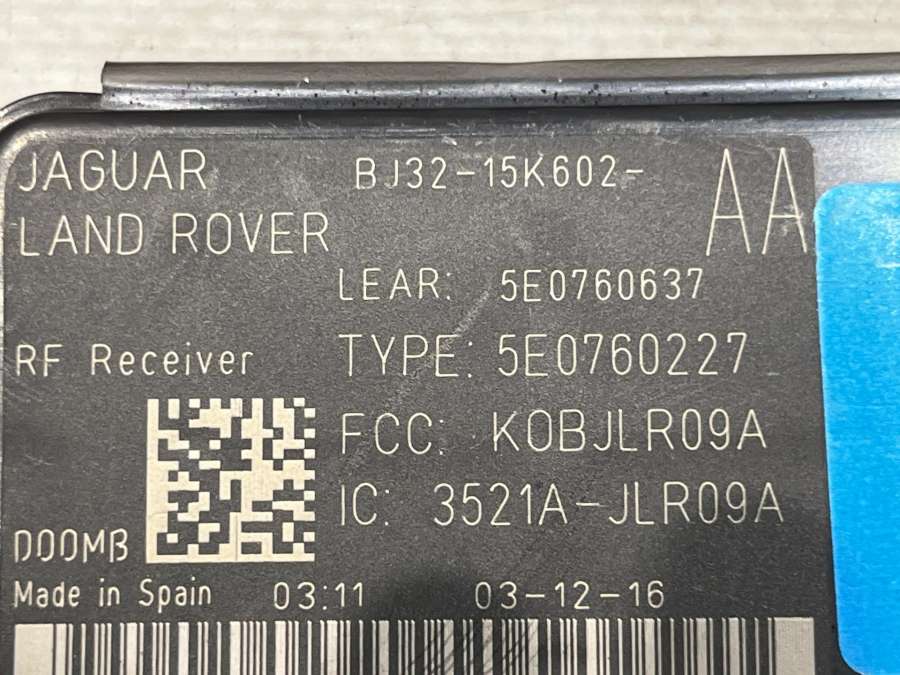 JAGUAR
LAND ROVER
BJ32-15K602-
AA
LEAR: 5E0760637
RF Receiver
TYPE: 5E0760227
FCC: KOBJLR09A
IC: 3521A-JLR09A
D00MB
Made in Spain 03:11 03-12-16